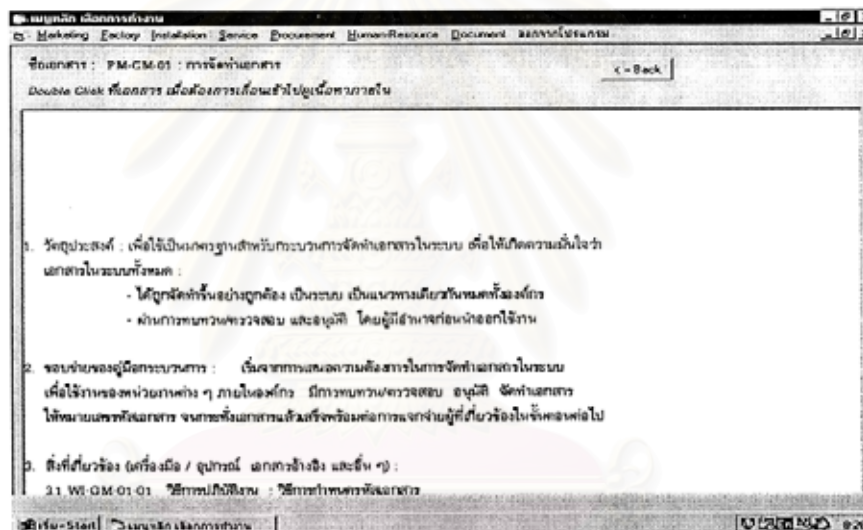 เมนูหลัก เลือกการทำงาน
Marketing Factory Installation Service Procurement HumanResource Document ออกจากโปรแกรม
ชื่อเอกสาร : PM-GM-01 : การจัดทำเอกสาร
<-Back
Double Click ที่เอกสาร เมื่อต้องการเลื่อนเข้าไปดูเนื้อหาภายใน
1. วัตถุประสงค์ : เพื่อใช้เป็นมาตรฐานสำหรับกระบวนการจัดทำเอกสารในระบบ เพื่อให้เกิดความมั่นใจว่า
เอกสารในระบบทั้งหมด :
- ได้ถูกจัดทำขึ้นอย่างถูกต้อง เป็นระบบ เป็นแนวทางเดียวกันหมดทั้งองค์กร
- ผ่านการทบทวน/ตรวจสอบ และอนุมัติ โดยผู้มีอำนาจก่อนนำออกใช้งาน
2. ขอบข่ายของคู่มือกระบวนการ : เริ่มจากการเสนอความต้องการในการจัดทำเอกสารในระบบ
เพื่อใช้งานของหน่วยงานต่าง ๆ ภายในองค์กร มีการทบทวน/ตรวจสอบ อนุมัติ จัดทำเอกสาร
ให้หมายเลขรหัสเอกสาร จนกระทั่งเอกสารแล้วเสร็จพร้อมต่อการแจกจ่ายผู้ที่เกี่ยวข้องในขั้นตอนต่อไป
3. สิ่งที่เกี่ยวข้อง (เครื่องมือ / อุปกรณ์ เอกสารอ้างอิง และอื่น ๆ) :
3.1 WI-GM-01-01 วิธีการปฏิบัติงาน : วิธีการกำหนดรหัสเอกสาร
เริ่ม-Start เมนูหลัก เลือกการทำงาน